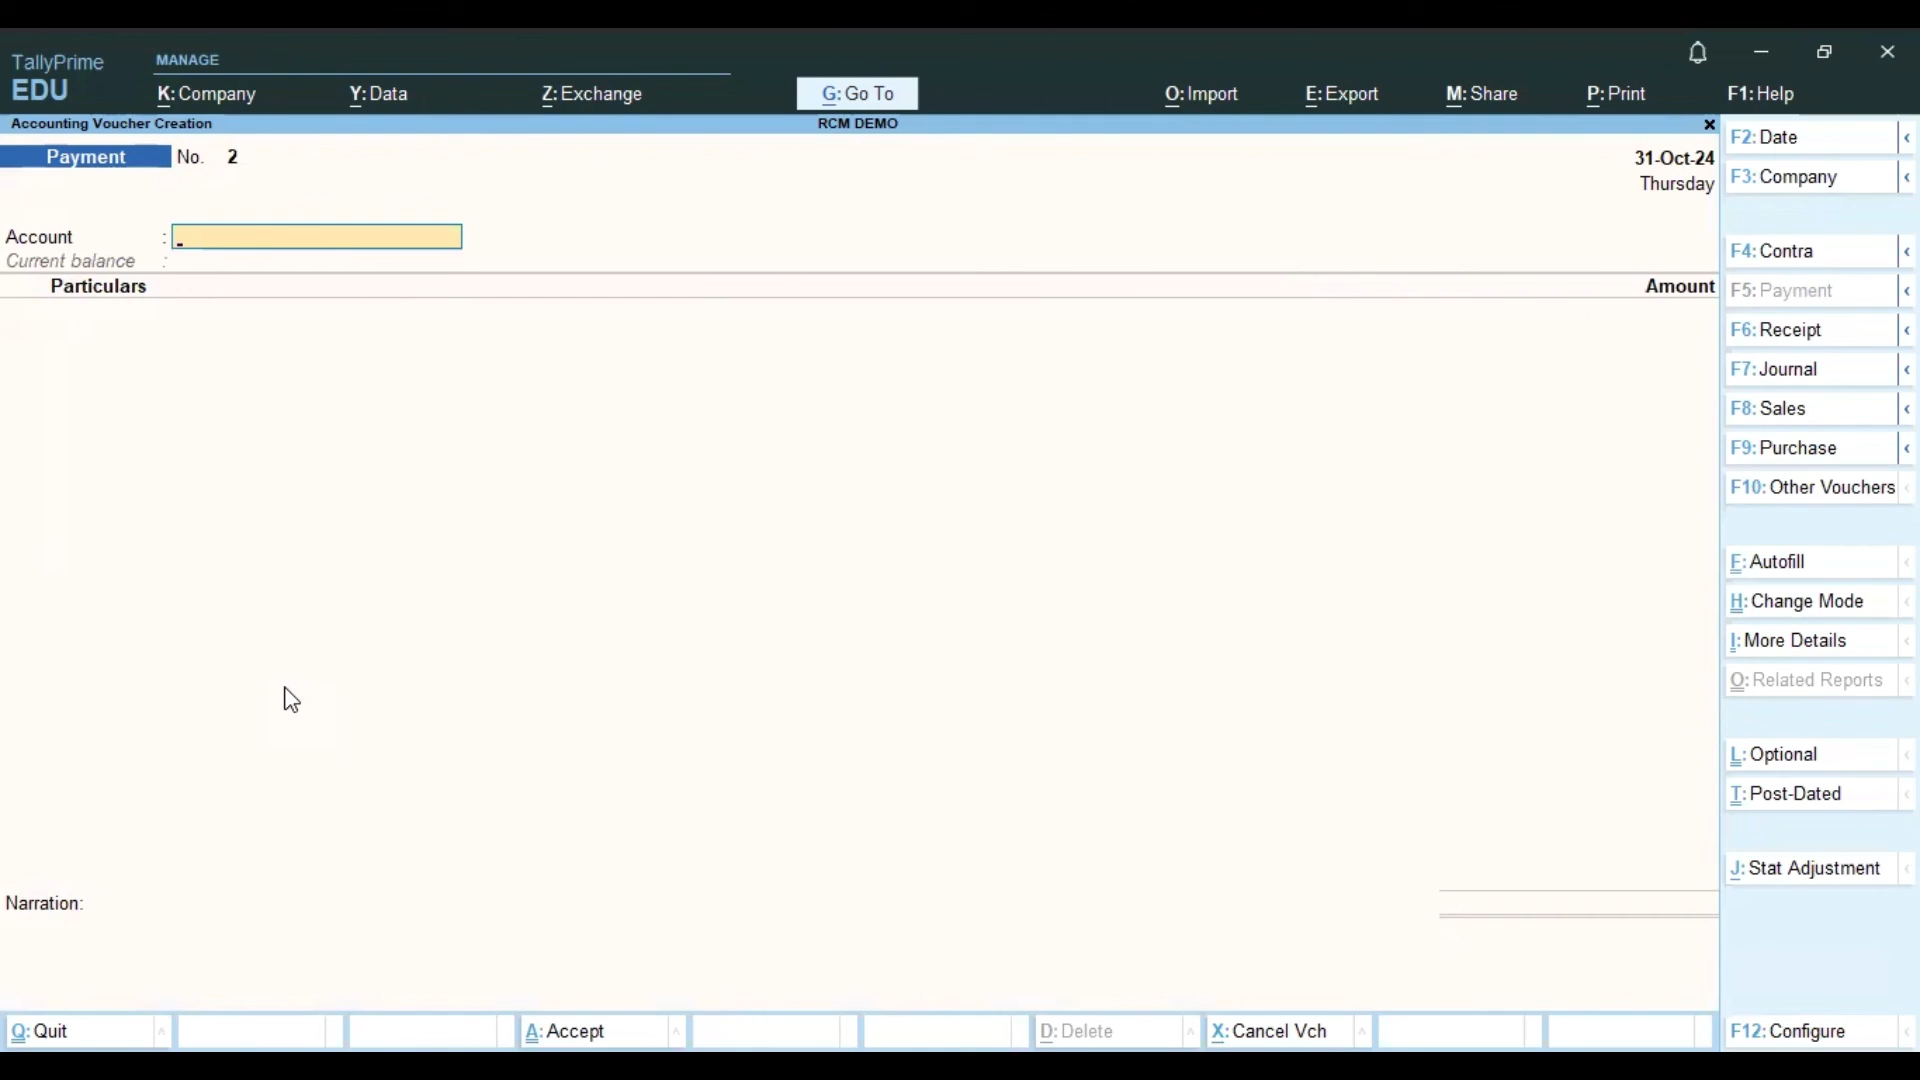 TallyPrime
EDU
MANAGE
K: Company
Y: Data
Z: Exchange
G: Go To
O: Import
E: Export
M: Share
P: Print
F1: Help
Accounting Voucher Creation
RCM DEMO
Payment No. 2
31-Oct-24
Thursday
Account :
Current balance :
Particulars
Amount
Narration:
F2: Date
F3: Company
F4: Contra
F5: Payment
F6: Receipt
F7: Journal
F8: Sales
F9: Purchase
F10: Other Vouchers
F: Autofill
H: Change Mode
I: More Details
O: Related Reports
L: Optional
T: Post-Dated
J: Stat Adjustment
F12: Configure
Q: Quit
A: Accept
D: Delete
X: Cancel Vch